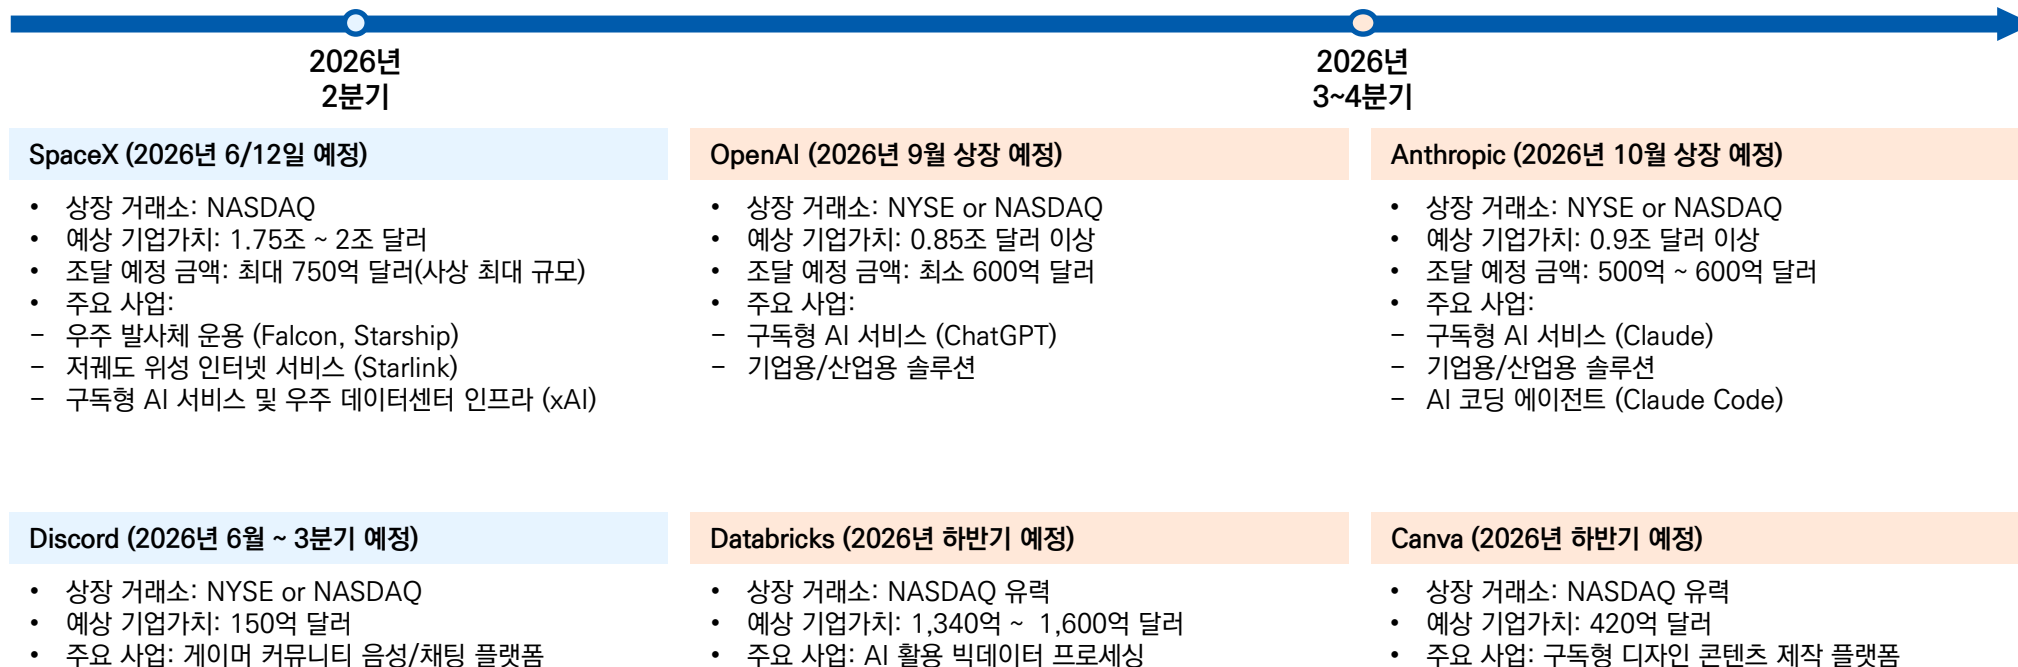 2026년
2분기
2026년
3~4분기
SpaceX (2026년 6/12일 예정)
• 상장 거래소: NASDAQ
• 예상 기업가치: 1.75조 ~ 2조 달러
• 조달 예정 금액: 최대 750억 달러(사상 최대 규모)
• 주요 사업:
– 우주 발사체 운용 (Falcon, Starship)
– 저궤도 위성 인터넷 서비스 (Starlink)
– 구독형 AI 서비스 및 우주 데이터센터 인프라 (xAI)
OpenAI (2026년 9월 상장 예정)
• 상장 거래소: NYSE or NASDAQ
• 예상 기업가치: 0.85조 달러 이상
• 조달 예정 금액: 최소 600억 달러
• 주요 사업:
– 구독형 AI 서비스 (ChatGPT)
– 기업용/산업용 솔루션
Anthropic (2026년 10월 상장 예정)
• 상장 거래소: NYSE or NASDAQ
• 예상 기업가치: 0.9조 달러 이상
• 조달 예정 금액: 500억 ~ 600억 달러
• 주요 사업:
– 구독형 AI 서비스 (Claude)
– 기업용/산업용 솔루션
– AI 코딩 에이전트 (Claude Code)
Discord (2026년 6월 ~ 3분기 예정)
• 상장 거래소: NYSE or NASDAQ
• 예상 기업가치: 150억 달러
• 주요 사업: 게이머 커뮤니티 음성/채팅 플랫폼
Databricks (2026년 하반기 예정)
• 상장 거래소: NASDAQ 유력
• 예상 기업가치: 1,340억 ~ 1,600억 달러
• 주요 사업: AI 활용 빅데이터 프로세싱
Canva (2026년 하반기 예정)
• 상장 거래소: NASDAQ 유력
• 예상 기업가치: 420억 달러
• 주요 사업: 구독형 디자인 콘텐츠 제작 플랫폼